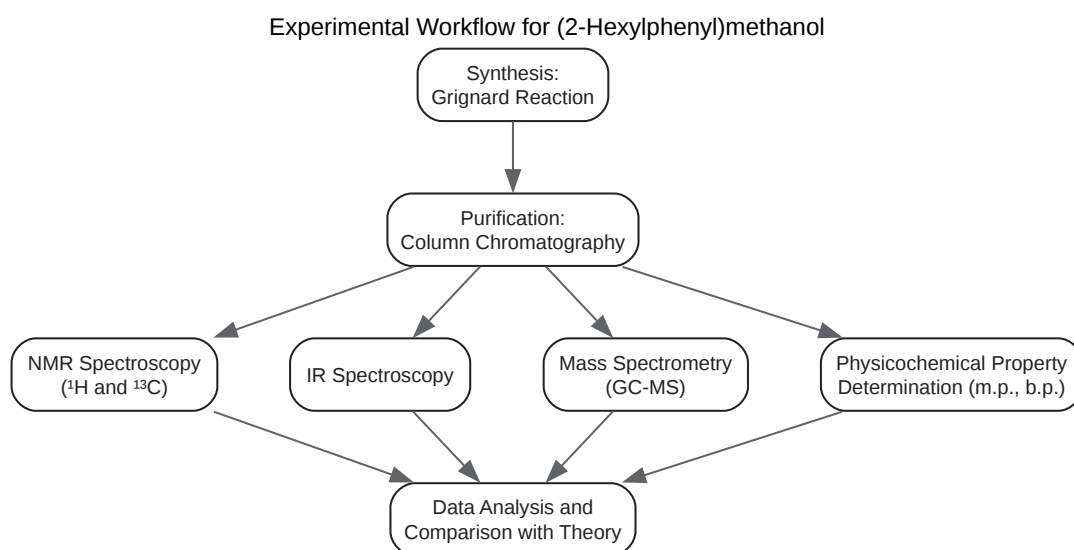 Experimental Workflow for (2-Hexylphenyl)methanol
Synthesis:
Grignard Reaction
Purification:
Column Chromatography
NMR Spectroscopy
(¹H and ¹³C)
IR Spectroscopy
Mass Spectrometry
(GC-MS)
Physicochemical Property
Determination (m.p., b.p.)
Data Analysis and
Comparison with Theory